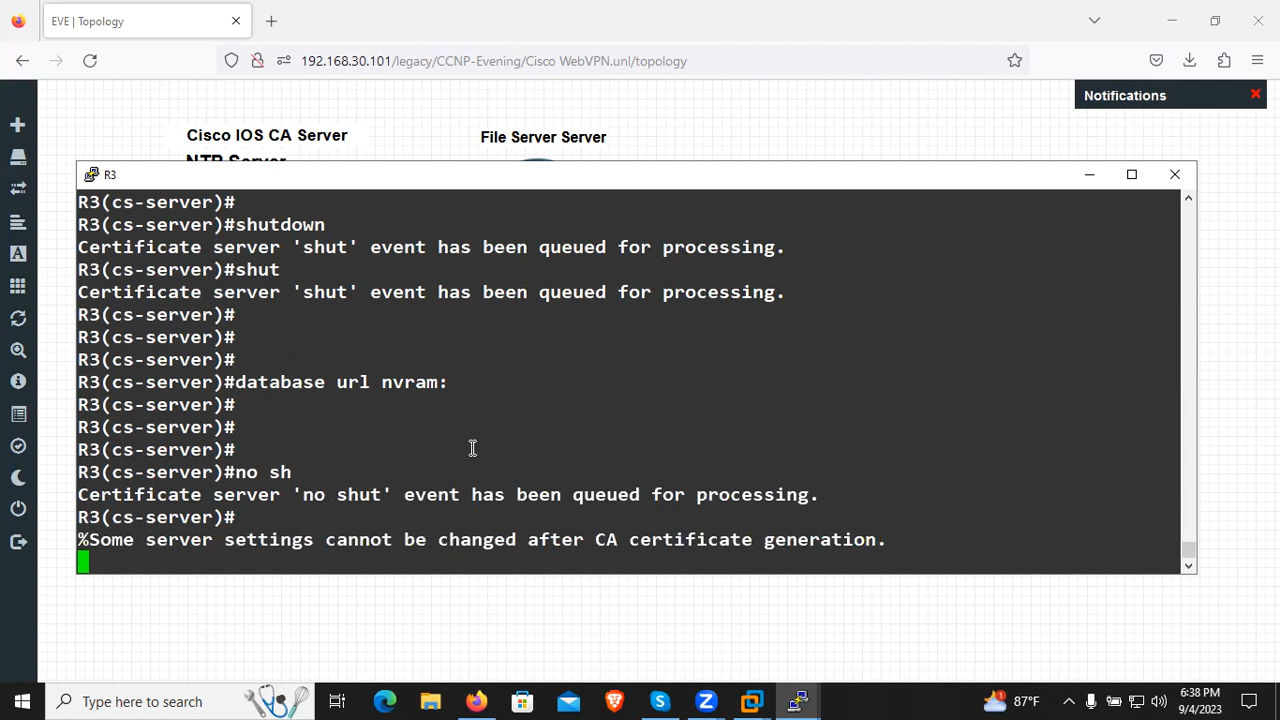 EVE | Topology
192.168.30.101/legacy/CCNP-Evening/Cisco WebVPN.unl/topology
Notifications
Cisco IOS CA Server
File Server Server
NTP Server
R3
R3(cs-server)#
R3(cs-server)#shutdown
Certificate server 'shut' event has been queued for processing.
R3(cs-server)#shut
Certificate server 'shut' event has been queued for processing.
R3(cs-server)#
R3(cs-server)#
R3(cs-server)#
R3(cs-server)#database url nvram:
R3(cs-server)#
R3(cs-server)#
R3(cs-server)#
R3(cs-server)#no sh
Certificate server 'no shut' event has been queued for processing.
R3(cs-server)#
%Some server settings cannot be changed after CA certificate generation.
Type here to search
87°F
6:38 PM
9/4/2023